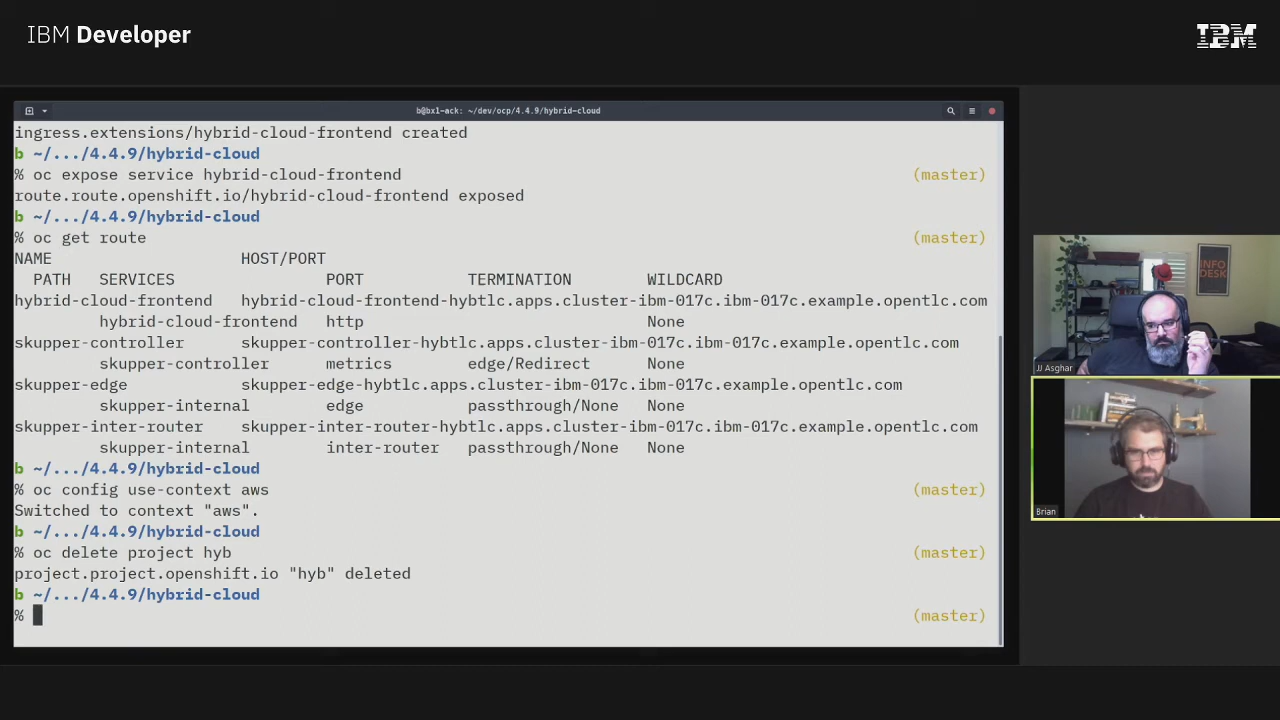 IBM Developer
IBM
b@bx1-ack: ~/dev/ocp/4.4.9/hybrid-cloud
ingress.extensions/hybrid-cloud-frontend created
b ~/.../4.4.9/hybrid-cloud
% oc expose service hybrid-cloud-frontend (master)
route.route.openshift.io/hybrid-cloud-frontend exposed
b ~/.../4.4.9/hybrid-cloud
% oc get route (master)
NAME HOST/PORT
PATH SERVICES PORT TERMINATION WILDCARD
hybrid-cloud-frontend hybrid-cloud-frontend-hybtlc.apps.cluster-ibm-017c.ibm-017c.example.opentlc.com
hybrid-cloud-frontend http None
skupper-controller skupper-controller-hybtlc.apps.cluster-ibm-017c.ibm-017c.example.opentlc.com
skupper-controller metrics edge/Redirect None
skupper-edge skupper-edge-hybtlc.apps.cluster-ibm-017c.ibm-017c.example.opentlc.com
skupper-internal edge passthrough/None None
skupper-inter-router skupper-inter-router-hybtlc.apps.cluster-ibm-017c.ibm-017c.example.opentlc.com
skupper-internal inter-router passthrough/None None
b ~/.../4.4.9/hybrid-cloud
% oc config use-context aws (master)
Switched to context "aws".
b ~/.../4.4.9/hybrid-cloud
% oc delete project hyb (master)
project.project.openshift.io "hyb" deleted
b ~/.../4.4.9/hybrid-cloud
% (master)
INFO
DESK
JJ Asghar
Brian